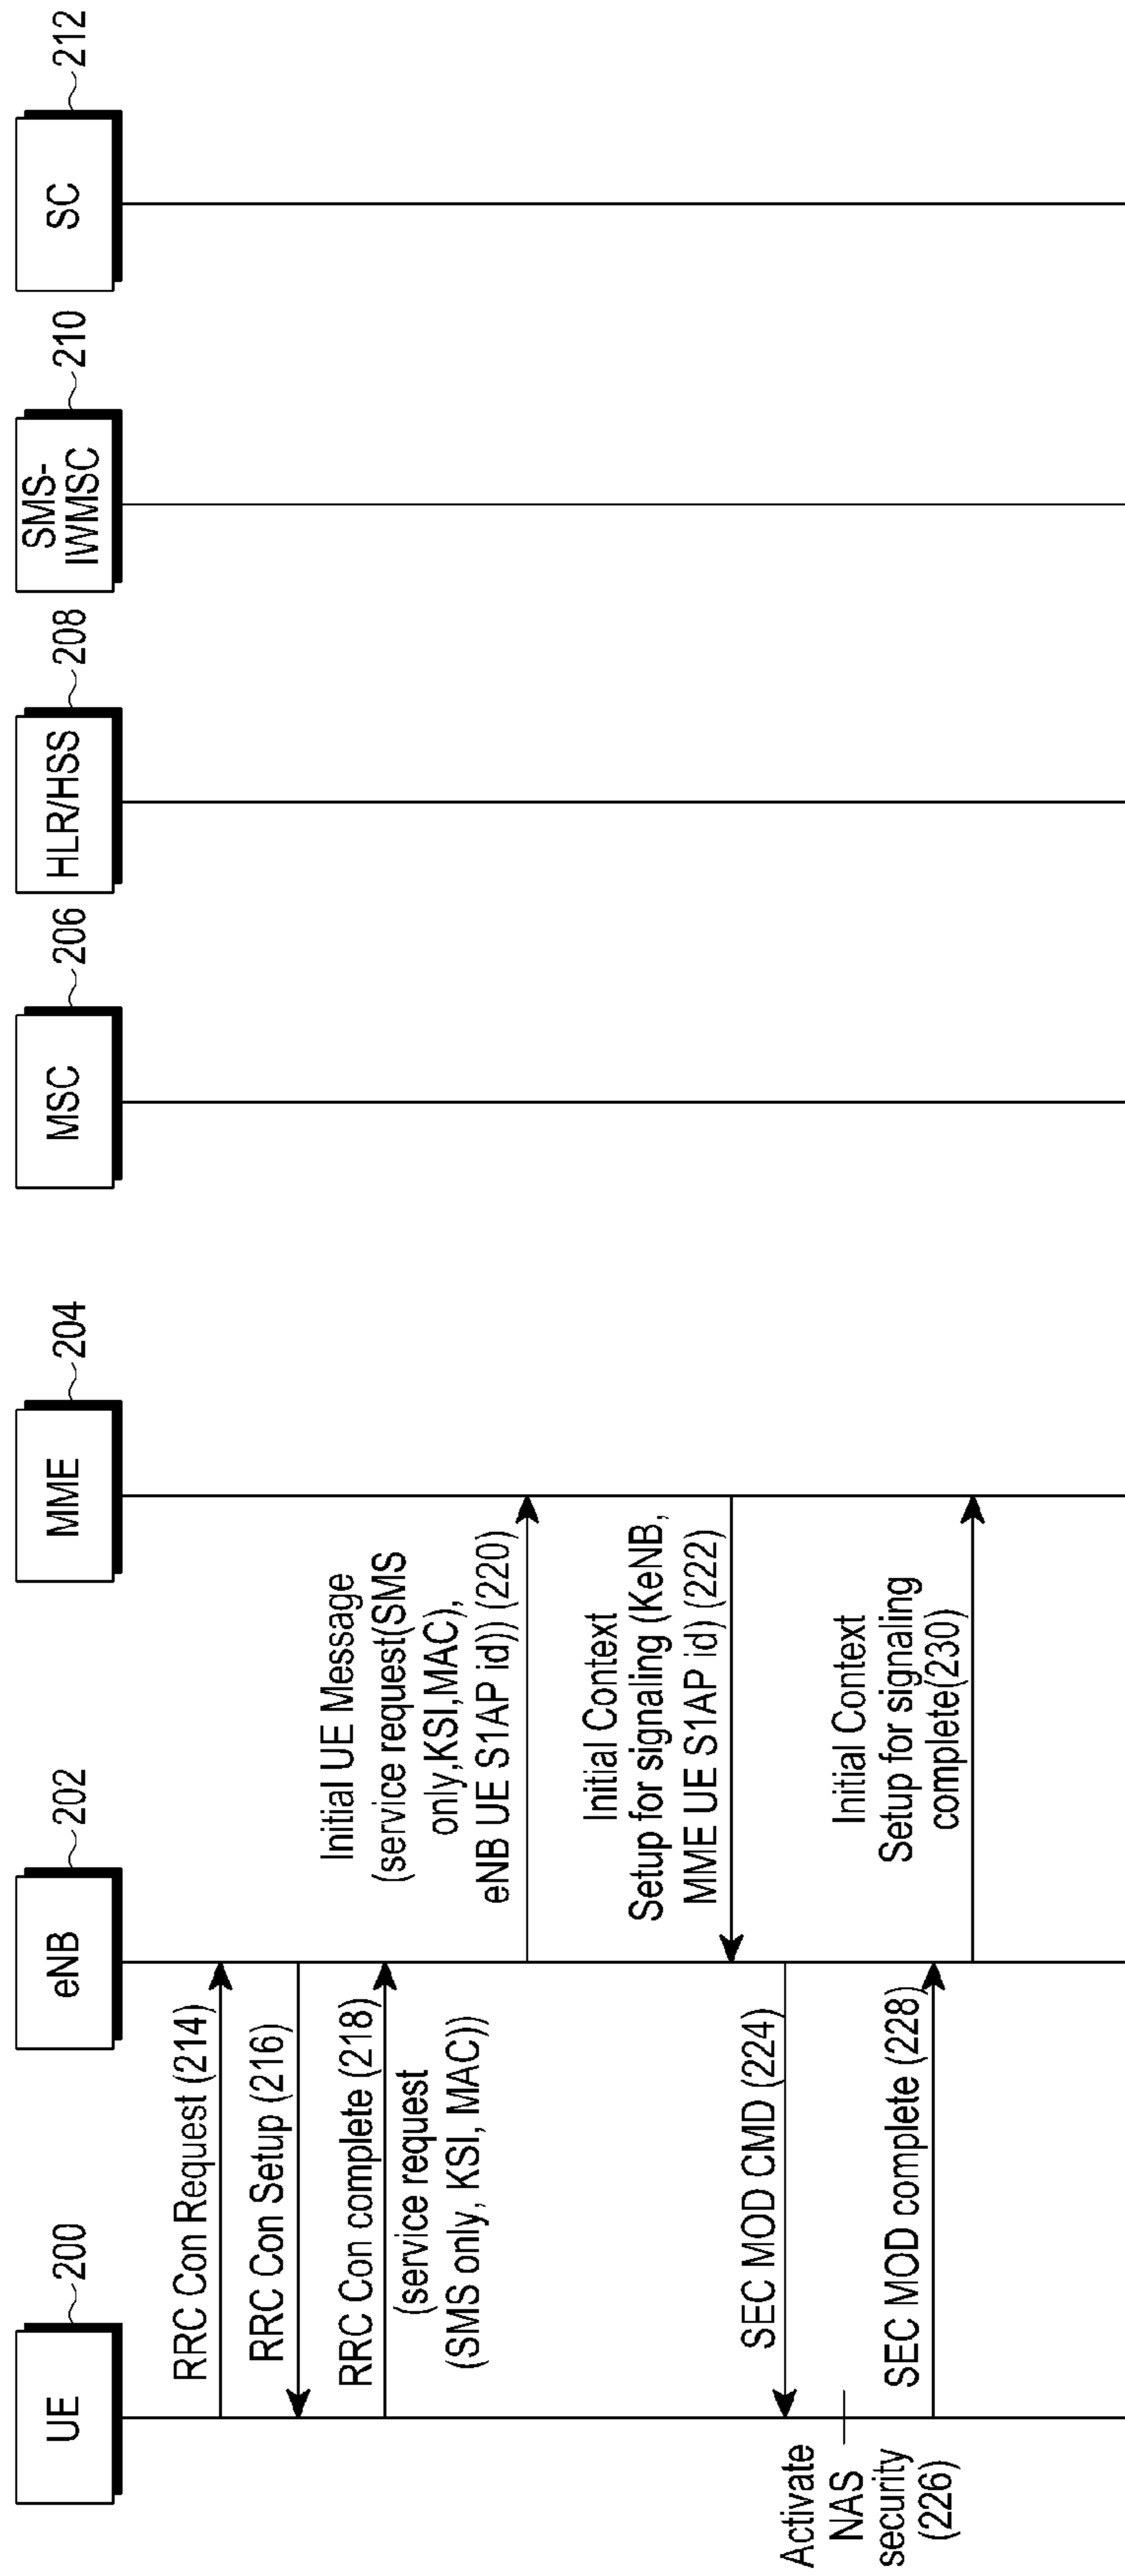 UE
200
eNB
202
MME
204
MSC
206
HLR/HSS
208
SMS-
IWMSC
210
SC
212
RRC Con Request (214)
RRC Con Setup (216)
RRC Con complete (218)
(service request
(SMS only, KSI, MAC))
Initial UE Message
(service request(SMS
only,KSI,MAC),
eNB UE S1AP id)) (220)
Initial Context
Setup for signaling (KeNB,
MME UE S1AP id) (222)
SEC MOD CMD (224)
Activate
NAS
security
(226)
SEC MOD complete (228)
Initial Context
Setup for signaling
complete(230)